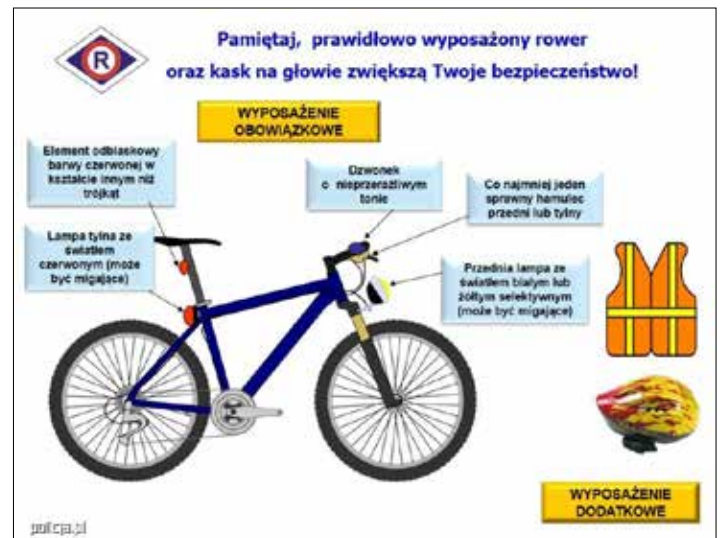 R
Pamiętaj, prawidłowo wyposażony rower
oraz kask na głowie zwiększą Twoje bezpieczeństwo!
WYPOSAŻENIE
OBOWIĄZKOWE
Element odblaskowy
barwy czerwonej w
kształcie innym niż
trójkąt
Dzwonek
o nieprzeraźliwym
tonie
Co najmniej jeden
sprawny hamulec
przedni lub tylny
Lampa tylna ze
światłem
czerwonym (może
być migające)
Przednia lampa ze
światłem białym lub
żółtym selektywnym
(może być migające)
WYPOSAŻENIE
DODATKOWE
policja.pl